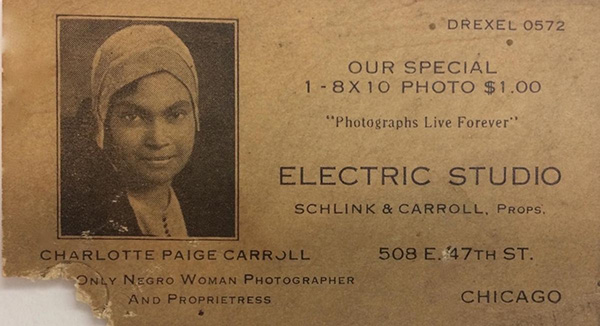 DREXEL 0572
OUR SPECIAL
1 - 8X10 PHOTO $1.00
"Photographs Live Forever"
ELECTRIC STUDIO
SCHLINK & CARROLL, PROPS.
CHARLOTTE PAIGE CARROLL
ONLY NEGRO WOMAN PHOTOGRAPHER
AND PROPRIETRESS
508 E. 47TH ST.
CHICAGO